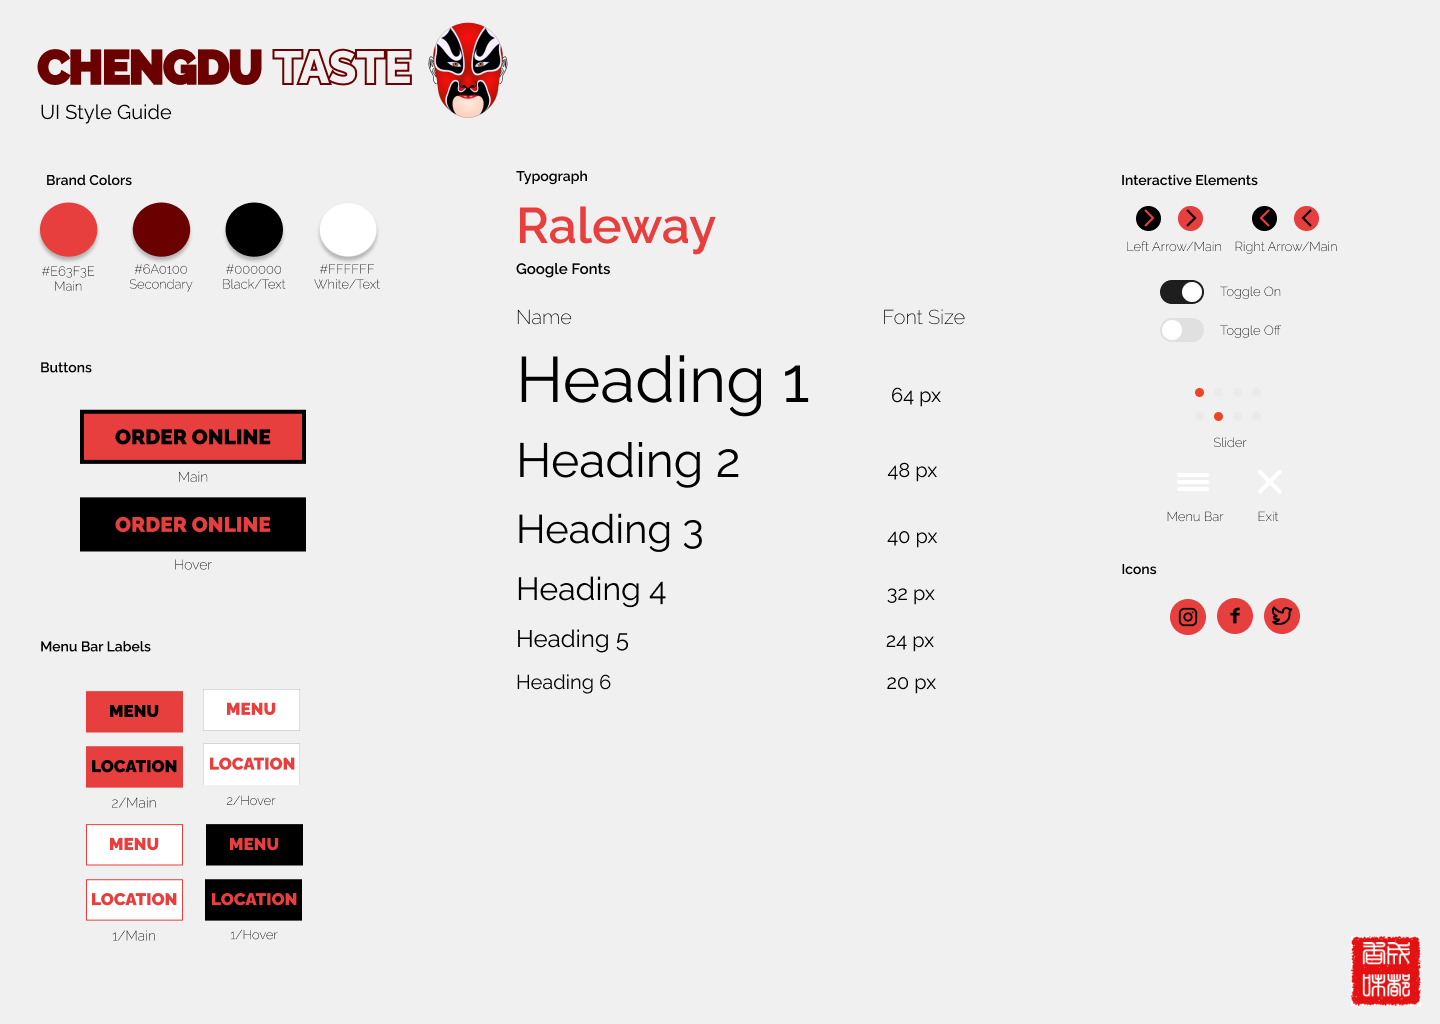 CHENGDU TASTE
UI Style Guide
Brand Colors
#E63F3E
Main
#6A0100
Secondary
#000000
Black/Text
#FFFFFF
White/Text
Buttons
ORDER ONLINE
Main
ORDER ONLINE
Hover
Menu Bar Labels
MENU
MENU
LOCATION
LOCATION
2/Main
2/Hover
MENU
MENU
LOCATION
LOCATION
1/Main
1/Hover
Typograph
Raleway
Google Fonts
Name
Font Size
Heading 1
64 px
Heading 2
48 px
Heading 3
40 px
Heading 4
32 px
Heading 5
24 px
Heading 6
20 px
Interactive Elements
Left Arrow/Main
Right Arrow/Main
Toggle On
Toggle Off
Slider
Menu Bar
Exit
Icons
成都
香味